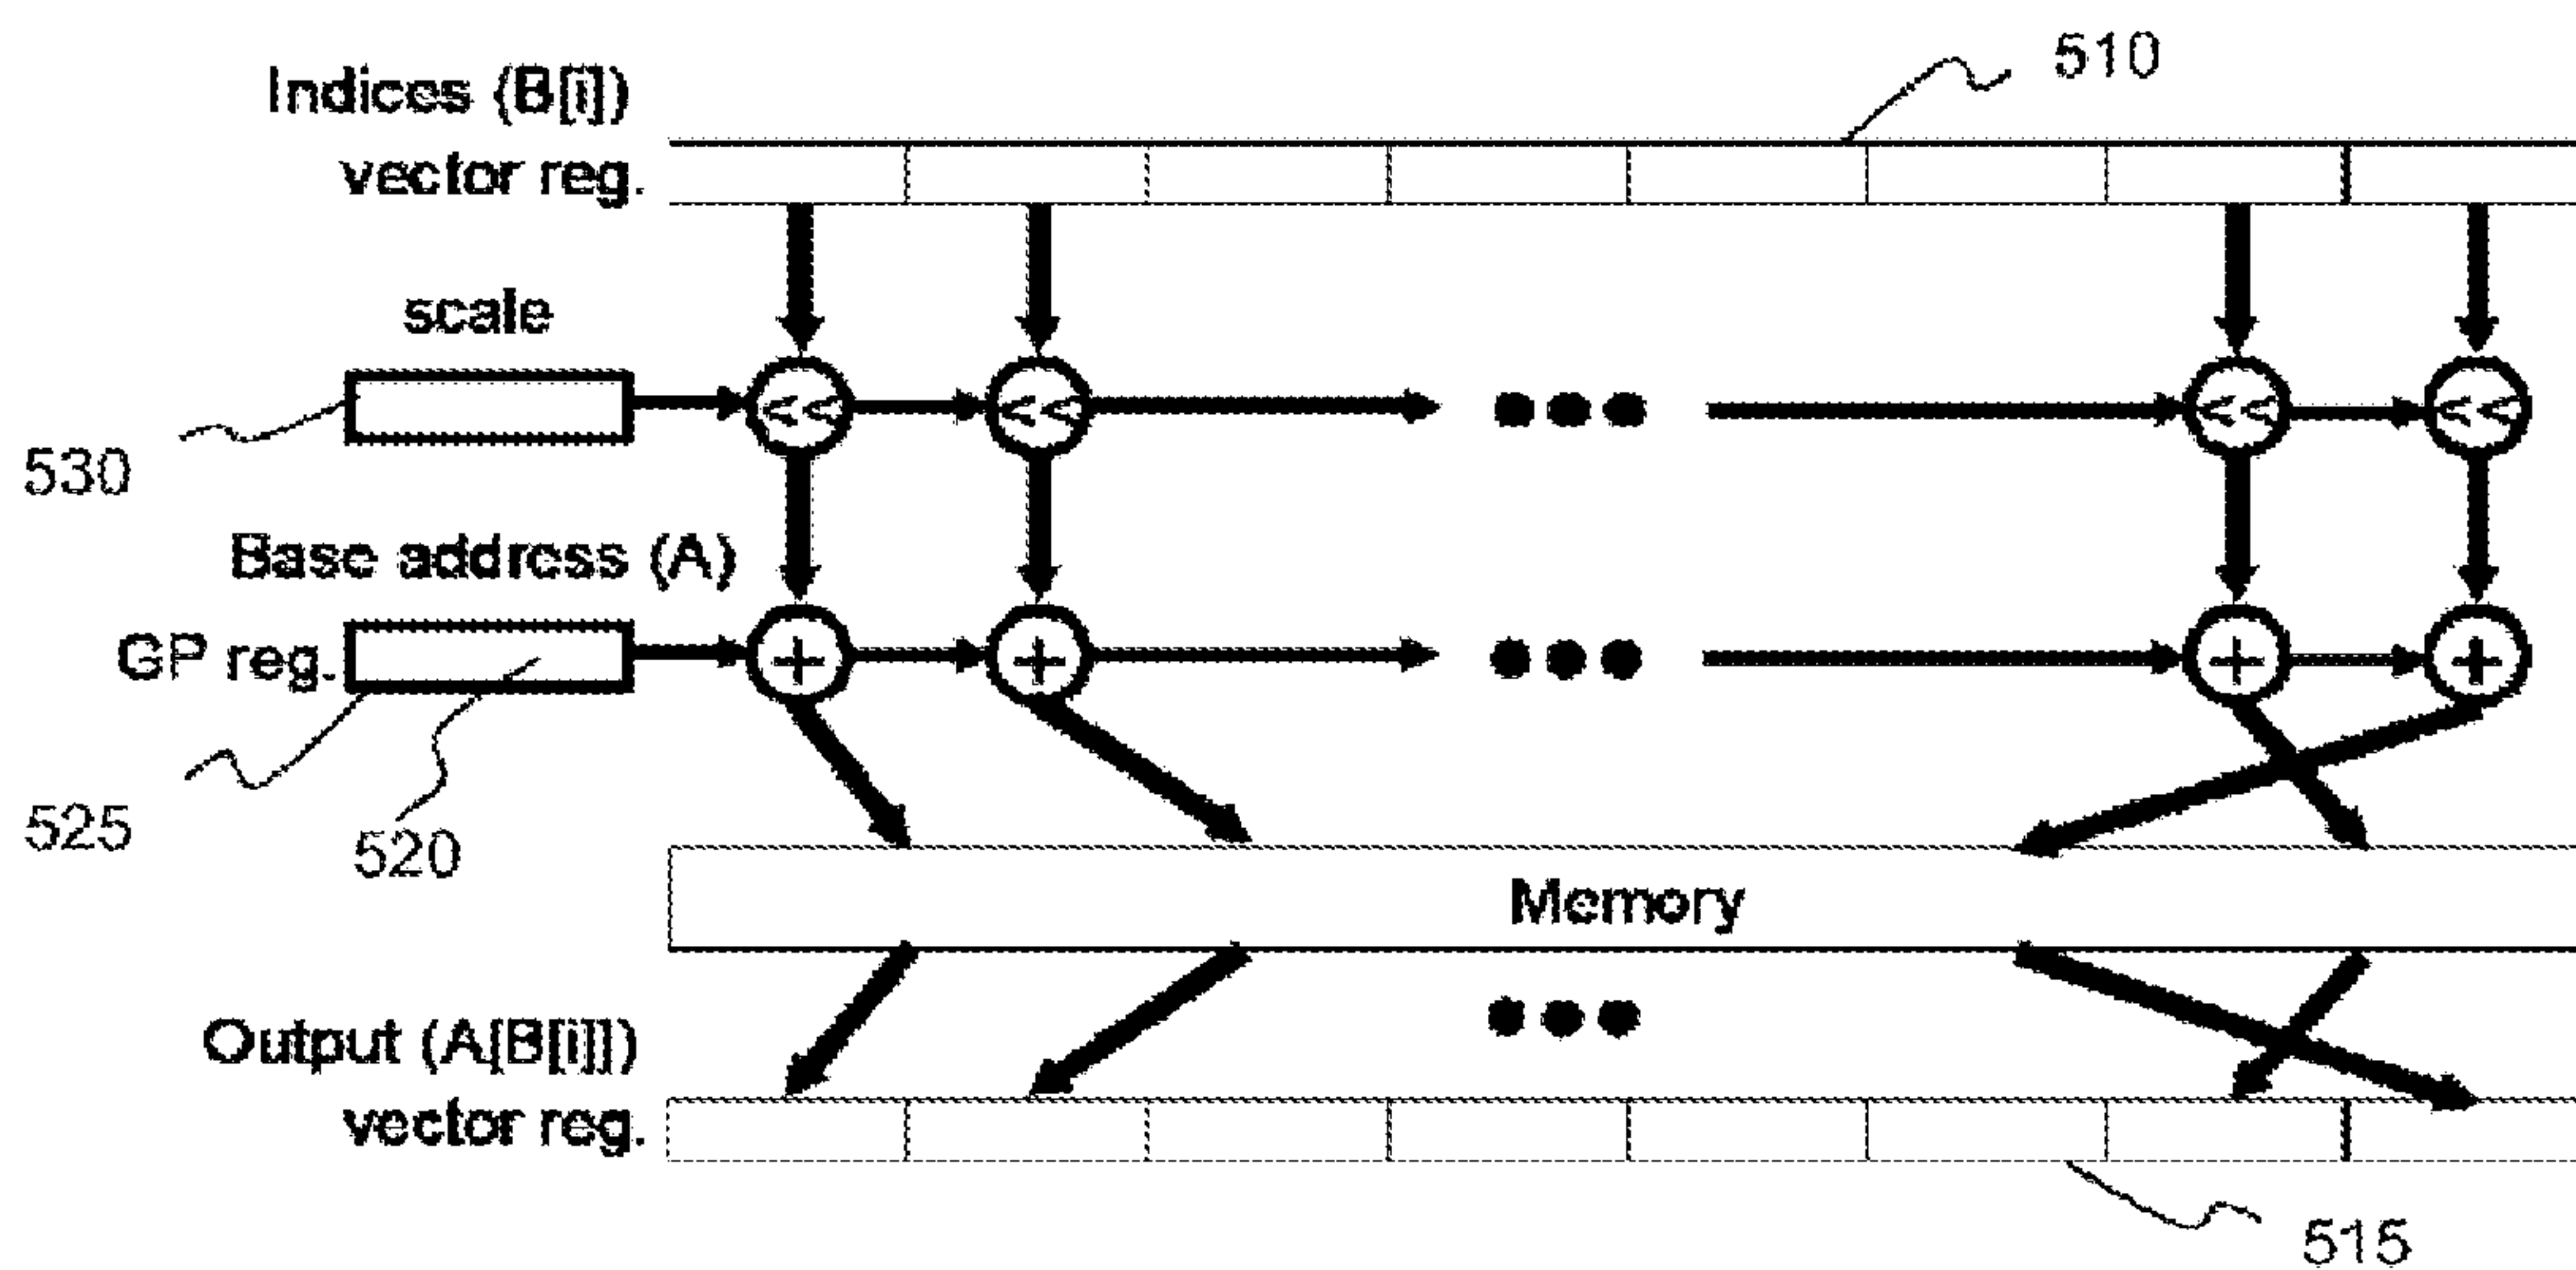 510
Indices (B[i])
vector reg.
scale
<< << << <<
530
Base address (A)
GP reg.
+ + + +
525
520
Memory
Output (A[B[i]])
vector reg.
515